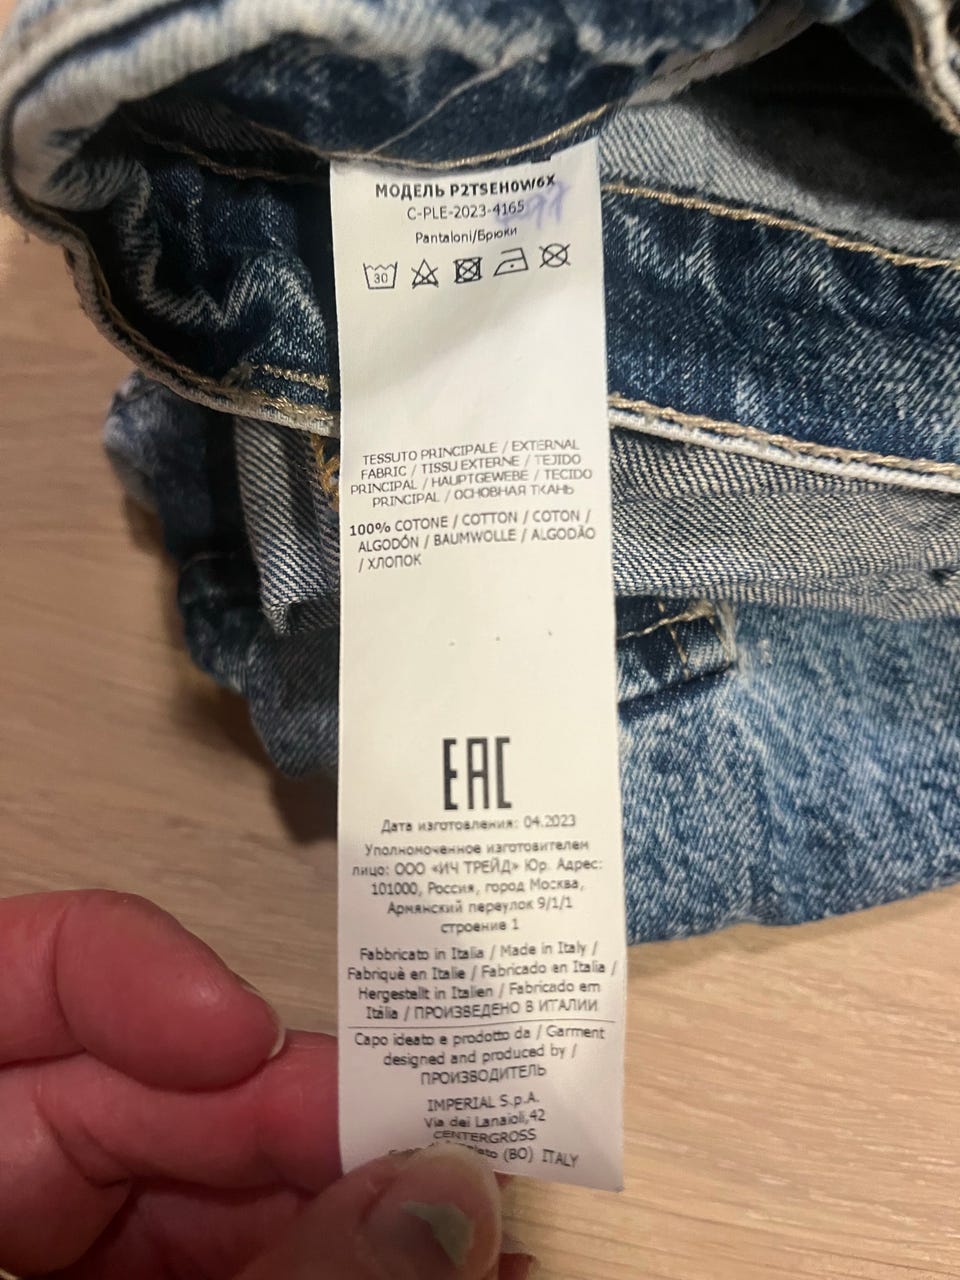 МОДЕЛЬ P2TSEH0W6X
C-PLE-2023-4165
Pantaloni/Брюки
30
TESSUTO PRINCIPALE / EXTERNAL
FABRIC / TISSU EXTERNE / TEJIDO
PRINCIPAL / HAUPTGEWEBE / TECIDO
PRINCIPAL / ОСНОВНАЯ ТКАНЬ
100% COTONE / COTTON / COTON /
ALGODÓN / BAUMWOLLE / ALGODÃO
/ ХЛОПОК
EAC
Дата изготовления: 04.2023
Уполномоченное изготовителем
лицо: ООО «ИЧ ТРЕЙД» Юр. Адрес:
101000, Россия, город Москва,
Армянский переулок 9/1/1
строение 1
Fabbricato in Italia / Made in Italy /
Fabriquè en Italie / Fabricado en Italia /
Hergestellt in Italien / Fabricado em
Itália / ПРОИЗВЕДЕНО В ИТАЛИИ
Capo ideato e prodotto da / Garment
designed and produced by /
ПРОИЗВОДИТЕЛЬ
IMPERIAL S.p.A.
Via dei Lanaioli,42
CENTERGROSS
(BO) ITALY